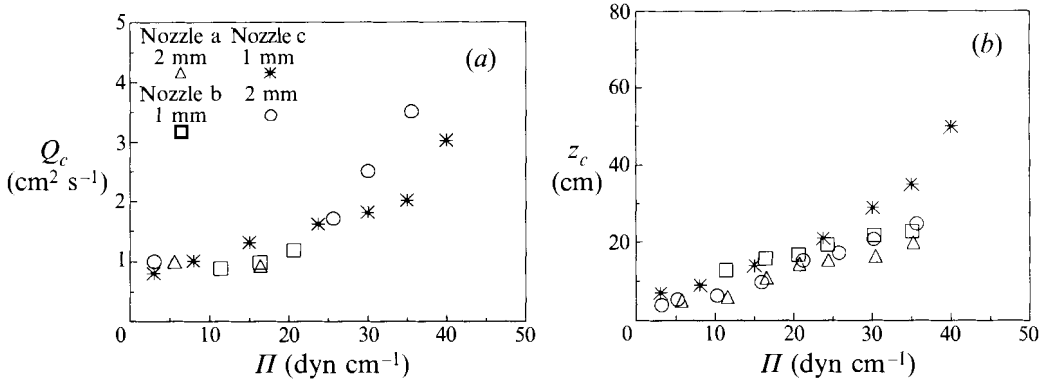 5
4
3
2
1
0
Nozzle a Nozzle c
2 mm 1 mm
Nozzle b 2 mm
1 mm
(a)
Q_c
(cm² s⁻¹)
10 20 30 40 50
Π (dyn cm⁻¹)
80
60
40
20
0
(b)
z_c
(cm)
10 20 30 40 50
Π (dyn cm⁻¹)